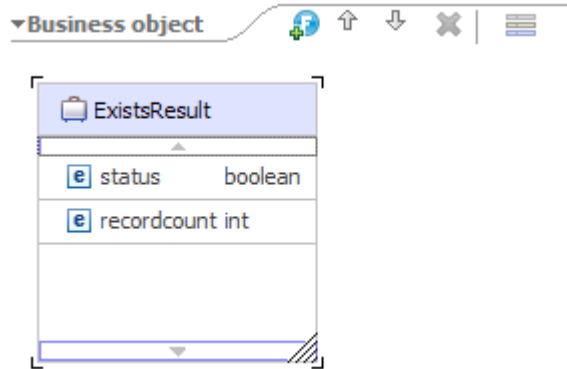 Business object
ExistsResult
e status boolean
e recordcount int